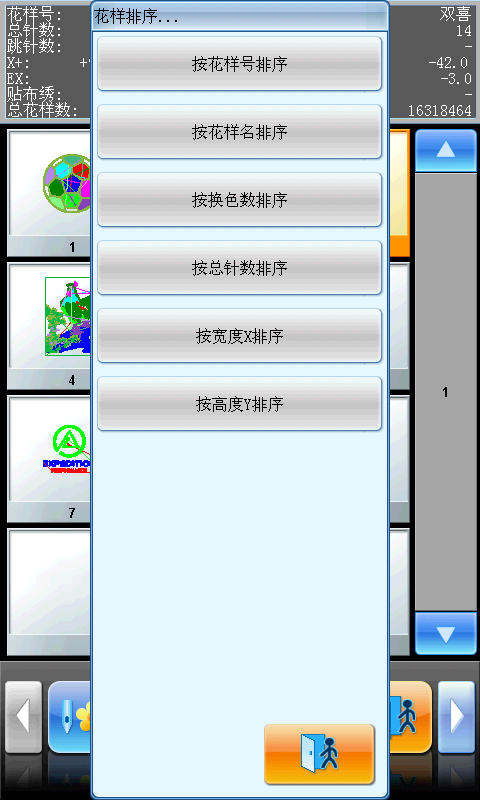 花样号:
双喜
总针数:
14
跳针数:
-
X+:
-42.0
EX:
-3.0
贴布绣:
-
总花样数:
16318464
花样排序...
按花样号排序
按花样名排序
按换色数排序
按总针数排序
按宽度X排序
按高度Y排序
1
4
7
1